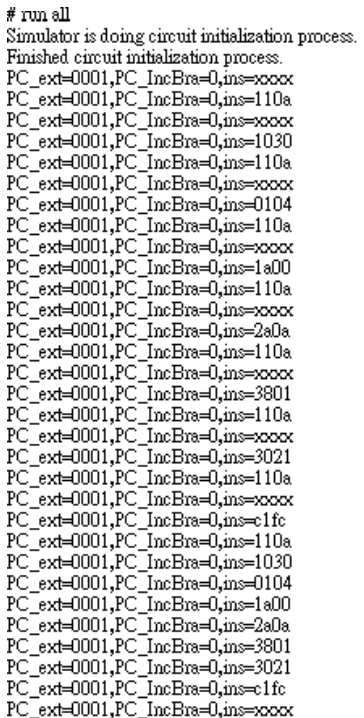 # run all
Simulator is doing circuit initialization process.
Finished circuit initialization process.
PC_ext=0001,PC_IncBra=0,ins=xxxx
PC_ext=0001,PC_IncBra=0,ins=110a
PC_ext=0001,PC_IncBra=0,ins=xxxx
PC_ext=0001,PC_IncBra=0,ins=1030
PC_ext=0001,PC_IncBra=0,ins=110a
PC_ext=0001,PC_IncBra=0,ins=xxxx
PC_ext=0001,PC_IncBra=0,ins=0104
PC_ext=0001,PC_IncBra=0,ins=110a
PC_ext=0001,PC_IncBra=0,ins=xxxx
PC_ext=0001,PC_IncBra=0,ins=1a00
PC_ext=0001,PC_IncBra=0,ins=110a
PC_ext=0001,PC_IncBra=0,ins=xxxx
PC_ext=0001,PC_IncBra=0,ins=2a0a
PC_ext=0001,PC_IncBra=0,ins=110a
PC_ext=0001,PC_IncBra=0,ins=xxxx
PC_ext=0001,PC_IncBra=0,ins=3801
PC_ext=0001,PC_IncBra=0,ins=110a
PC_ext=0001,PC_IncBra=0,ins=xxxx
PC_ext=0001,PC_IncBra=0,ins=3021
PC_ext=0001,PC_IncBra=0,ins=110a
PC_ext=0001,PC_IncBra=0,ins=xxxx
PC_ext=0001,PC_IncBra=0,ins=c1fc
PC_ext=0001,PC_IncBra=0,ins=110a
PC_ext=0001,PC_IncBra=0,ins=1030
PC_ext=0001,PC_IncBra=0,ins=0104
PC_ext=0001,PC_IncBra=0,ins=1a00
PC_ext=0001,PC_IncBra=0,ins=2a0a
PC_ext=0001,PC_IncBra=0,ins=3801
PC_ext=0001,PC_IncBra=0,ins=3021
PC_ext=0001,PC_IncBra=0,ins=c1fc
PC_ext=0001,PC_IncBra=0,ins=xxxx